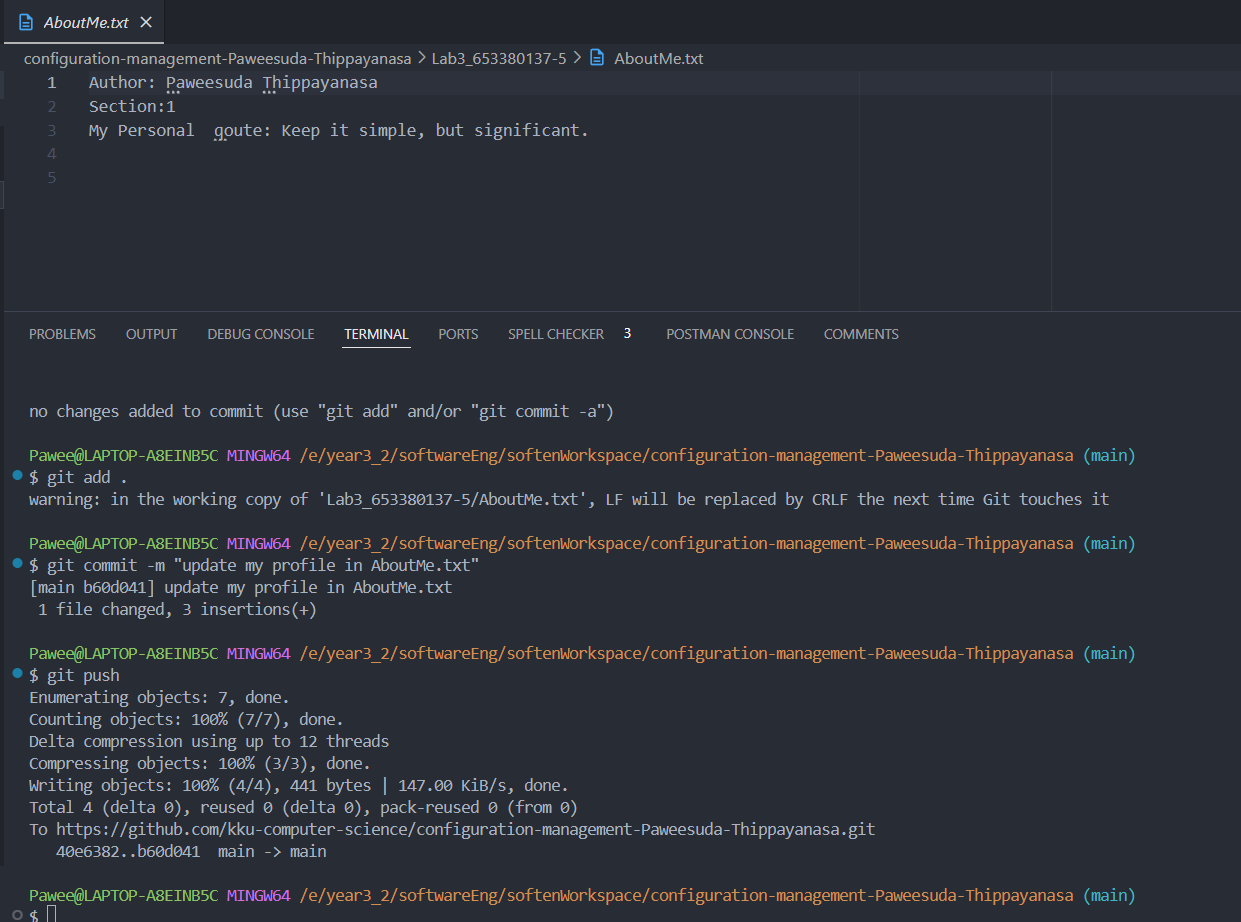 AboutMe.txt
configuration-management-Paweesuda-Thippayanasa > Lab3_653380137-5 > AboutMe.txt
1 Author: Paweesuda Thippayanasa
2 Section:1
3 My Personal  qoute: Keep it simple, but significant.
4
5
PROBLEMS OUTPUT DEBUG CONSOLE TERMINAL PORTS SPELL CHECKER 3 POSTMAN CONSOLE COMMENTS
no changes added to commit (use "git add" and/or "git commit -a")
Pawee@LAPTOP-A8EINB5C MINGW64 /e/year3_2/softwareEng/softenWorkspace/configuration-management-Paweesuda-Thippayanasa (main)
$ git add .
warning: in the working copy of 'Lab3_653380137-5/AboutMe.txt', LF will be replaced by CRLF the next time Git touches it
Pawee@LAPTOP-A8EINB5C MINGW64 /e/year3_2/softwareEng/softenWorkspace/configuration-management-Paweesuda-Thippayanasa (main)
$ git commit -m "update my profile in AboutMe.txt"
[main b60d041] update my profile in AboutMe.txt
1 file changed, 3 insertions(+)
Pawee@LAPTOP-A8EINB5C MINGW64 /e/year3_2/softwareEng/softenWorkspace/configuration-management-Paweesuda-Thippayanasa (main)
$ git push
Enumerating objects: 7, done.
Counting objects: 100% (7/7), done.
Delta compression using up to 12 threads
Compressing objects: 100% (3/3), done.
Writing objects: 100% (4/4), 441 bytes | 147.00 KiB/s, done.
Total 4 (delta 0), reused 0 (delta 0), pack-reused 0 (from 0)
To https://github.com/kku-computer-science/configuration-management-Paweesuda-Thippayanasa.git
40e6382..b60d041  main -> main
Pawee@LAPTOP-A8EINB5C MINGW64 /e/year3_2/softwareEng/softenWorkspace/configuration-management-Paweesuda-Thippayanasa (main)
$